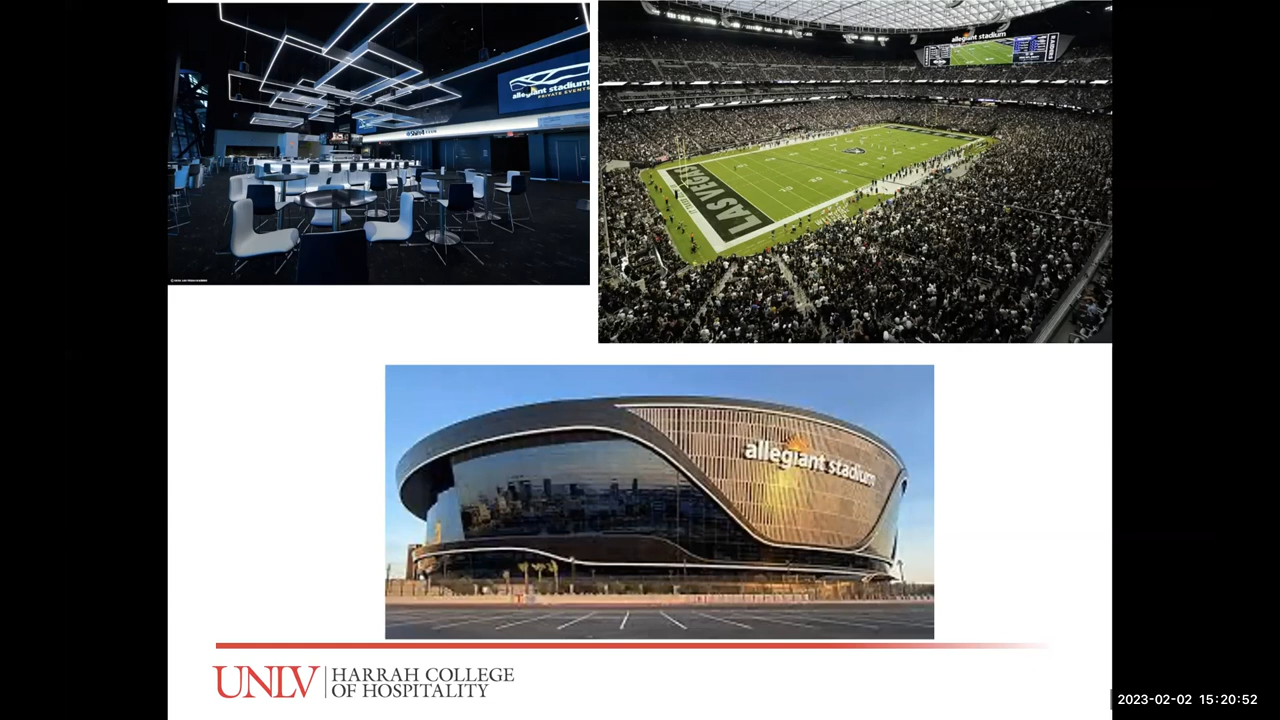 allegiant stadium
PRIVATE EVENTS
allegiant stadium
LAS VEGAS
allegiant stadium
UNLV
HARRAH COLLEGE
OF HOSPITALITY
2023-02-02 15:20:52